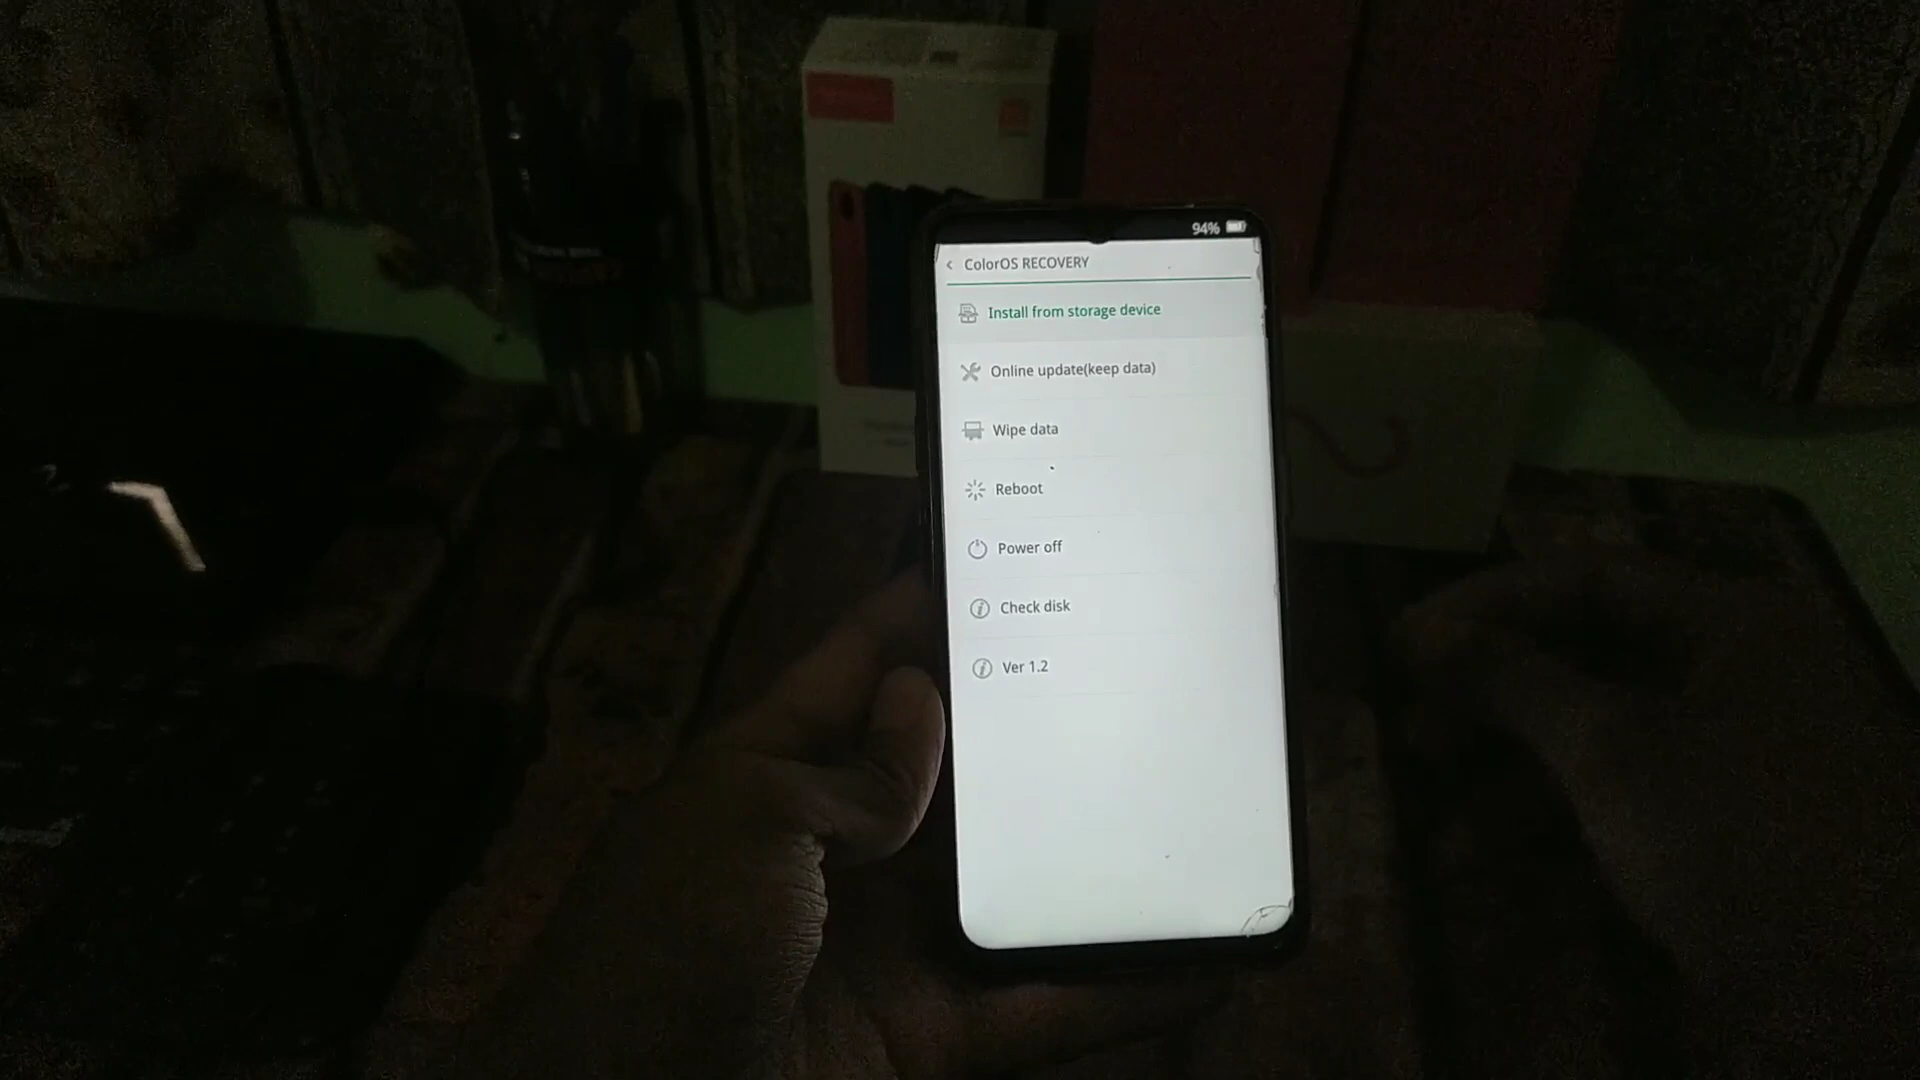 94%
< ColorOS RECOVERY
Install from storage device
Online update(keep data)
Wipe data
Reboot
Power off
Check disk
Ver 1.2